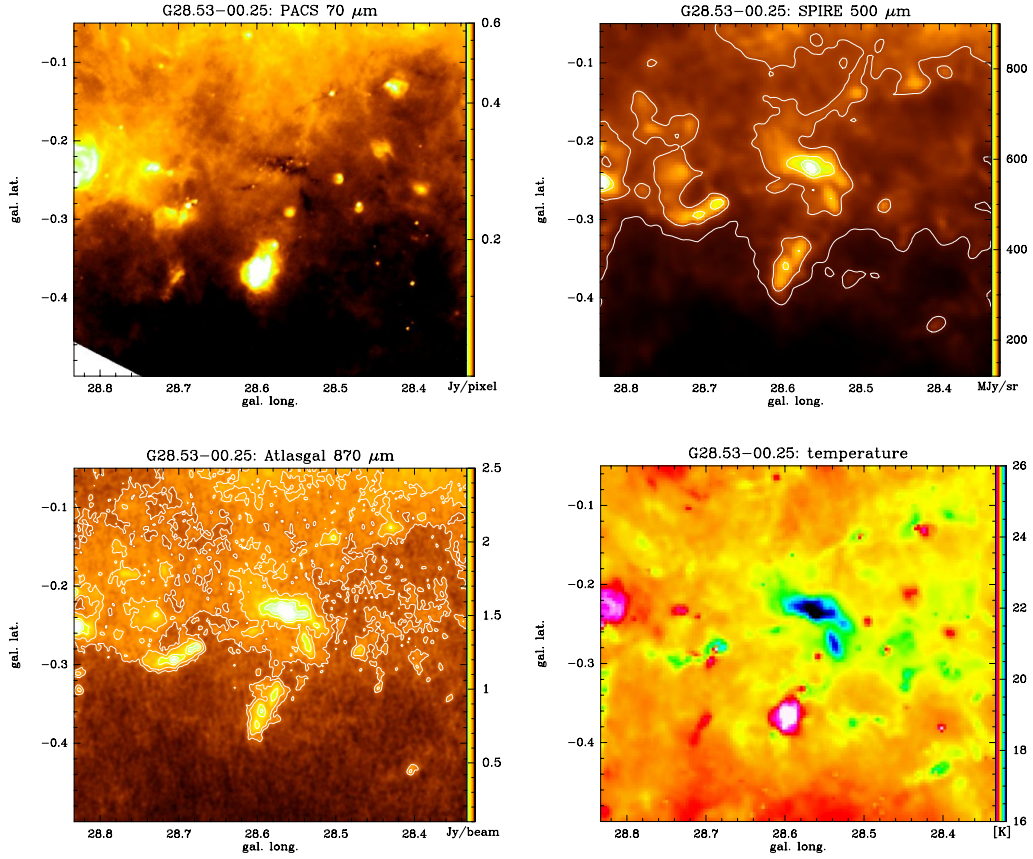 G28.53−00.25: PACS 70 μm
0.6
0.4
0.2
−0.1
−0.2
−0.3
−0.4
gal. lat.
28.8 28.7 28.6 28.5 28.4
Jy/pixel
gal. long.
G28.53−00.25: SPIRE 500 μm
800
600
400
200
−0.1
−0.2
−0.3
−0.4
gal. lat.
28.8 28.7 28.6 28.5 28.4
MJy/sr
gal. long.
G28.53−00.25: Atlasgal 870 μm
2.5
2
1.5
1
0.5
−0.1
−0.2
−0.3
−0.4
gal. lat.
28.8 28.7 28.6 28.5 28.4
Jy/beam
gal. long.
G28.53−00.25: temperature
26
24
22
20
18
16
−0.1
−0.2
−0.3
−0.4
gal. lat.
28.8 28.7 28.6 28.5 28.4
[K]
gal. long.